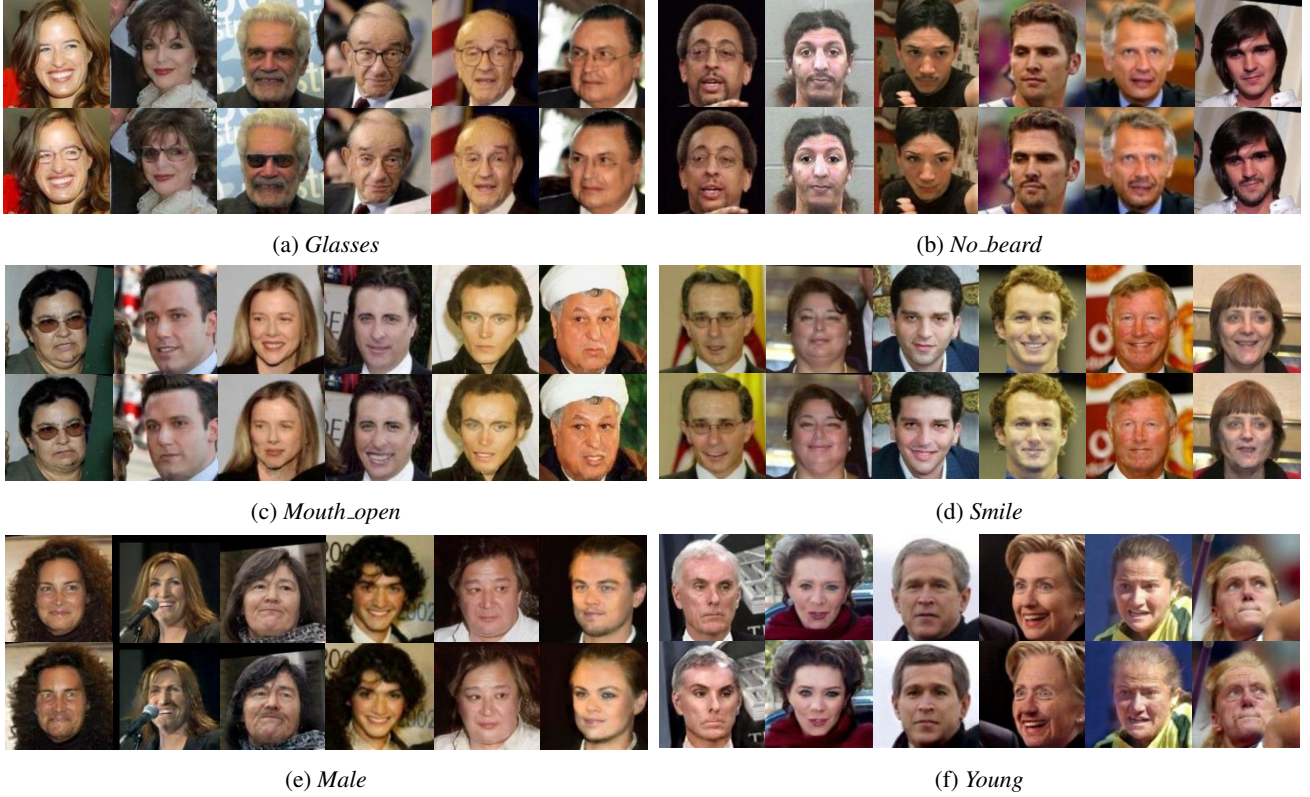 (a) Glasses
(b) No_beard
(c) Mouth_open
(d) Smile
(e) Male
(f) Young